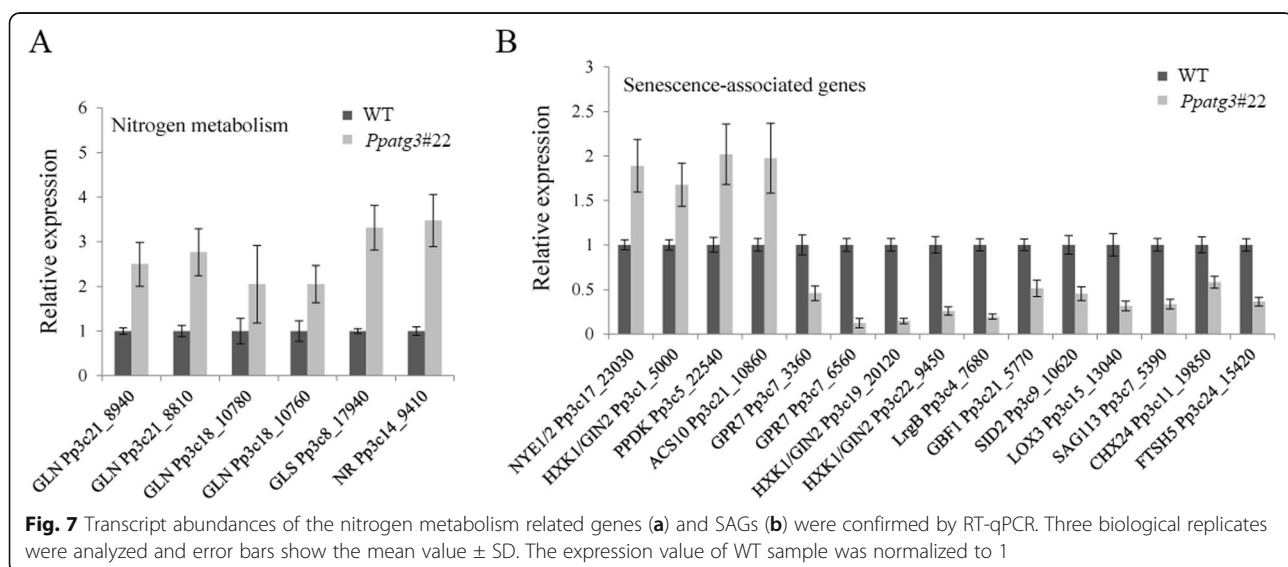 A
B
6
5
4
3
2
1
0
Relative expression
Nitrogen metabolism
WT
Ppatg3#22
GLN Pp3c21_8940
GLN Pp3c21_8810
GLN Pp3c18_10780
GLN Pp3c18_10760
GLS Pp3c8_17940
NR Pp3c14_9410
3
2.5
2
1.5
1
0.5
0
Relative expression
Senescence-associated genes
WT
Ppatg3#22
NYE1/2 Pp3c17_23030
HXK1/GIN2 Pp3c1_5000
PPDK Pp3c5_22540
ACS10 Pp3c21_10860
GPR7 Pp3c7_3360
GPR7 Pp3c7_6560
HXK1/GIN2 Pp3c19_20120
HXK1/GIN2 Pp3c22_9450
LrgB Pp3c4_7680
GBF1 Pp3c21_5770
SID2 Pp3c9_10620
LOX3 Pp3c15_13040
SAG113 Pp3c7_5390
CHX24 Pp3c11_19850
FTSH5 Pp3c24_15420
Fig. 7 Transcript abundances of the nitrogen metabolism related genes (a) and SAGs (b) were confirmed by RT-qPCR. Three biological replicates
were analyzed and error bars show the mean value ± SD. The expression value of WT sample was normalized to 1